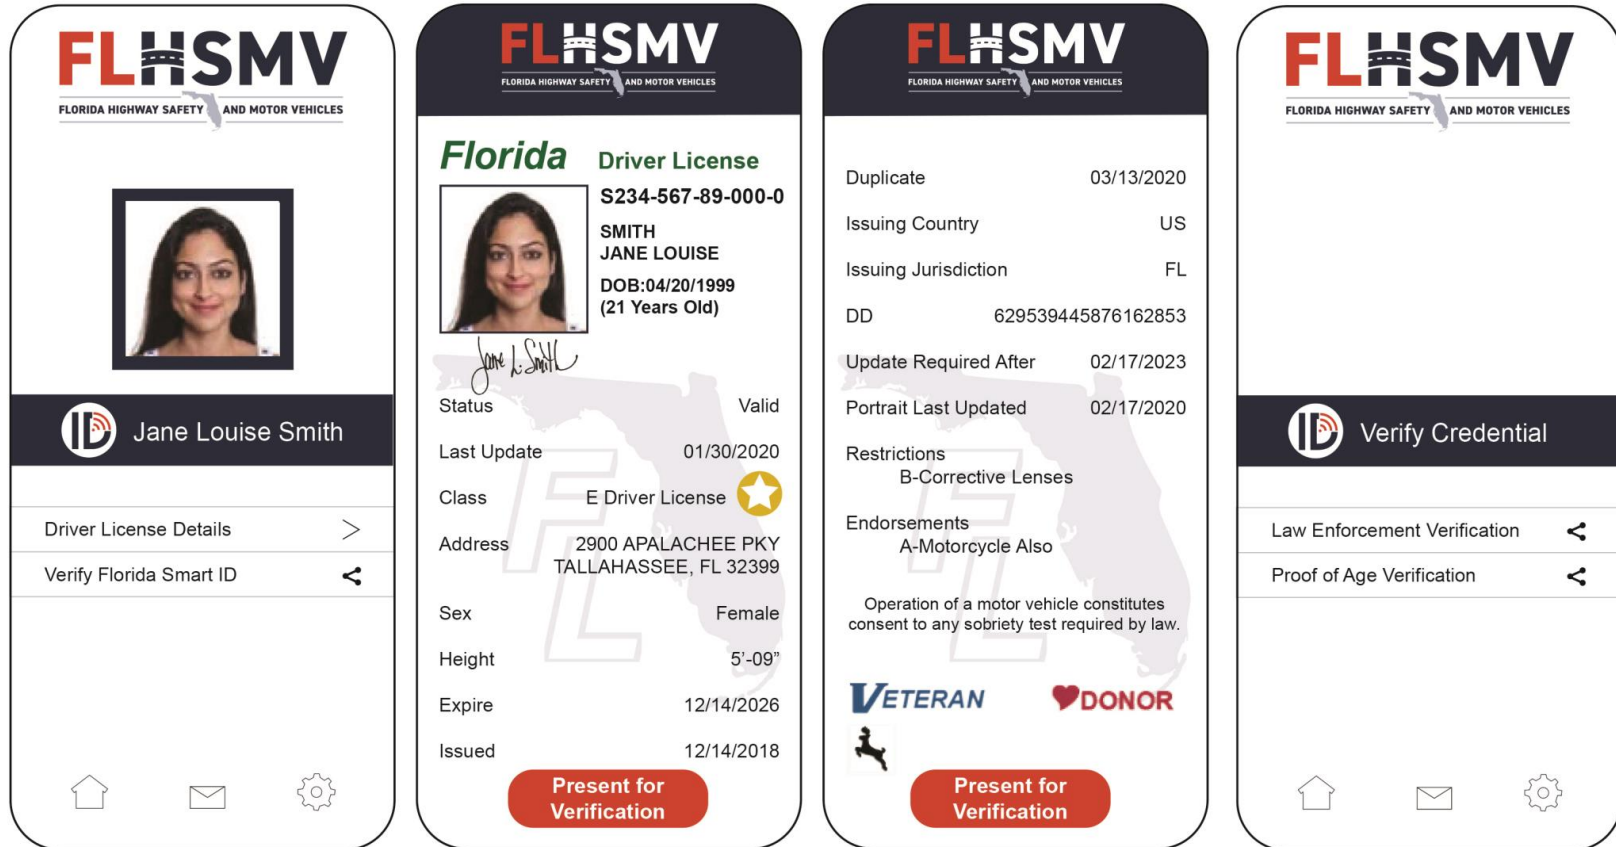 FLHSMV
FLORIDA HIGHWAY SAFETY AND MOTOR VEHICLES
ID Jane Louise Smith
Driver License Details
Verify Florida Smart ID
FLHSMV
FLORIDA HIGHWAY SAFETY AND MOTOR VEHICLES
Florida Driver License
S234-567-89-000-0
SMITH
JANE LOUISE
DOB:04/20/1999
(21 Years Old)
Jane L. Smith
Status Valid
Last Update 01/30/2020
Class E Driver License
Address 2900 APALACHEE PKY
TALLAHASSEE, FL 32399
Sex Female
Height 5'-09"
Expire 12/14/2026
Issued 12/14/2018
FL
Present for
Verification
FLHSMV
FLORIDA HIGHWAY SAFETY AND MOTOR VEHICLES
Duplicate 03/13/2020
Issuing Country US
Issuing Jurisdiction FL
DD 629539445876162853
Update Required After 02/17/2023
Portrait Last Updated 02/17/2020
Restrictions
B-Corrective Lenses
Endorsements
A-Motorcycle Also
Operation of a motor vehicle constitutes
consent to any sobriety test required by law.
FL
VETERAN DONOR
Present for
Verification
FLHSMV
FLORIDA HIGHWAY SAFETY AND MOTOR VEHICLES
ID Verify Credential
Law Enforcement Verification
Proof of Age Verification